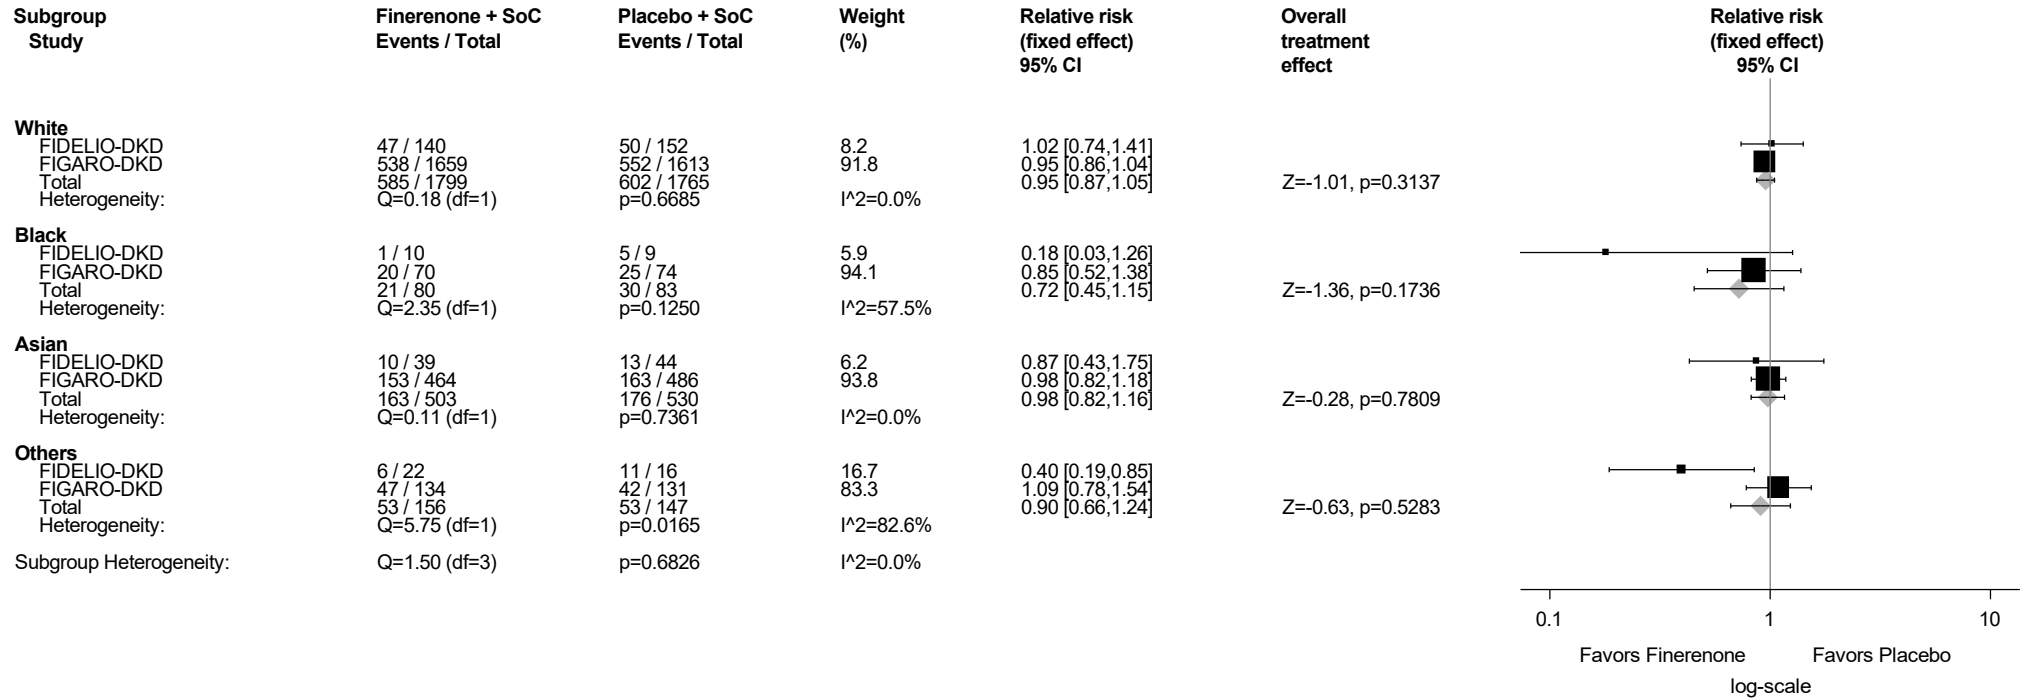 Subgroup Finerenone + SoC Placebo + SoC Weight Relative risk Overall Relative risk
Study Events / Total Events / Total (%) (fixed effect) treatment (fixed effect)
95% CI effect 95% CI
White
FIDELIO-DKD 47 / 140 50 / 152 8.2 1.02 [0.74,1.41]
FIGARO-DKD 538 / 1659 552 / 1613 91.8 0.95 [0.86,1.04]
Total 585 / 1799 602 / 1765 0.95 [0.87,1.05] Z=-1.01, p=0.3137
Heterogeneity: Q=0.18 (df=1) p=0.6685 I^2=0.0%
Black
FIDELIO-DKD 1 / 10 5 / 9 5.9 0.18 [0.03,1.26]
FIGARO-DKD 20 / 70 25 / 74 94.1 0.85 [0.52,1.38]
Total 21 / 80 30 / 83 0.72 [0.45,1.15] Z=-1.36, p=0.1736
Heterogeneity: Q=2.35 (df=1) p=0.1250 I^2=57.5%
Asian
FIDELIO-DKD 10 / 39 13 / 44 6.2 0.87 [0.43,1.75]
FIGARO-DKD 153 / 464 163 / 486 93.8 0.98 [0.82,1.18]
Total 163 / 503 176 / 530 0.98 [0.82,1.16] Z=-0.28, p=0.7809
Heterogeneity: Q=0.11 (df=1) p=0.7361 I^2=0.0%
Others
FIDELIO-DKD 6 / 22 11 / 16 16.7 0.40 [0.19,0.85]
FIGARO-DKD 47 / 134 42 / 131 83.3 1.09 [0.78,1.54]
Total 53 / 156 53 / 147 0.90 [0.66,1.24] Z=-0.63, p=0.5283
Heterogeneity: Q=5.75 (df=1) p=0.0165 I^2=82.6%
Subgroup Heterogeneity: Q=1.50 (df=3) p=0.6826 I^2=0.0%
0.1 1 10
Favors Finerenone Favors Placebo
log-scale